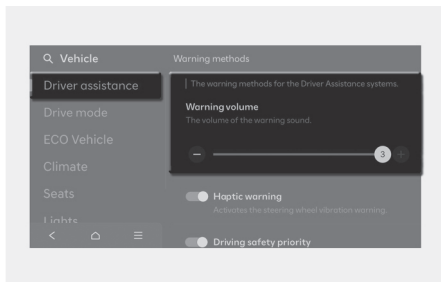 Vehicle
Warning methods
Driver assistance
The warning methods for the Driver Assistance systems.
Drive mode
Warning volume
The volume of the warning sound.
ECO Vehicle
3
Climate
Seats
Haptic warning
Activates the steering wheel vibration warning.
Lights
Driving safety priority